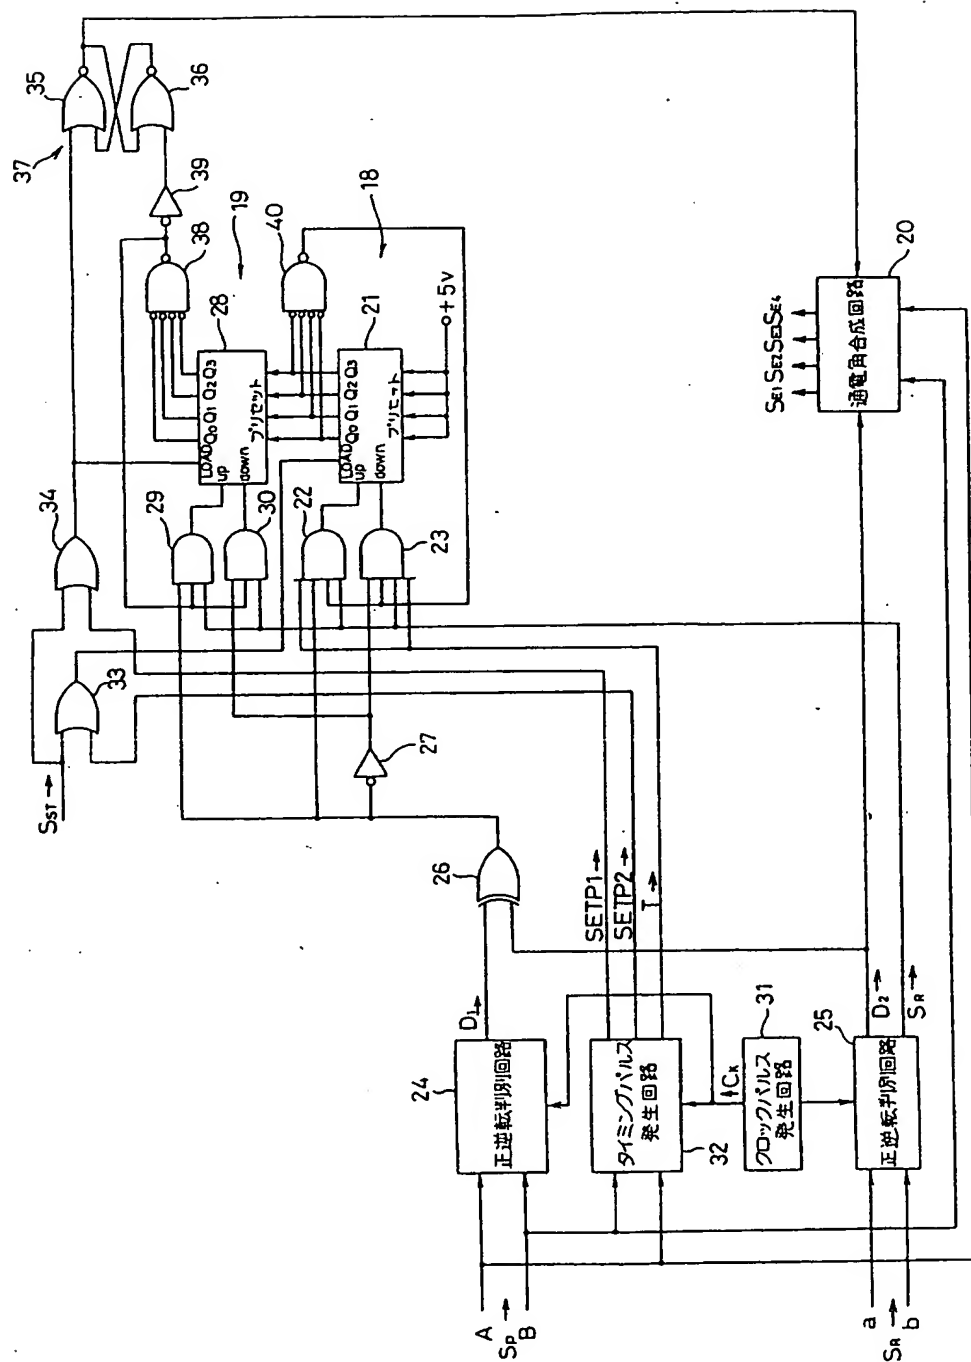 35
36
37
39
38
19
40
18
28
LOAD Q0 Q1 Q2 Q3
up
down
プリセット
21
LOAD Q0 Q1 Q2 Q3
up
down
プリセット
+5V
34
33
SST →
29
30
22
23
27
26
20
SE1 SE2 SE3 SE4
通電角合成回路
SETP1→
SETP2→
T→
D1→
D2→
SR→
24
正逆転判別回路
タイミングパルス
発生回路
32
↑CK
31
クロックパルス
発生回路
25
正逆転判別回路
A
SP →
B
a
SR →
b